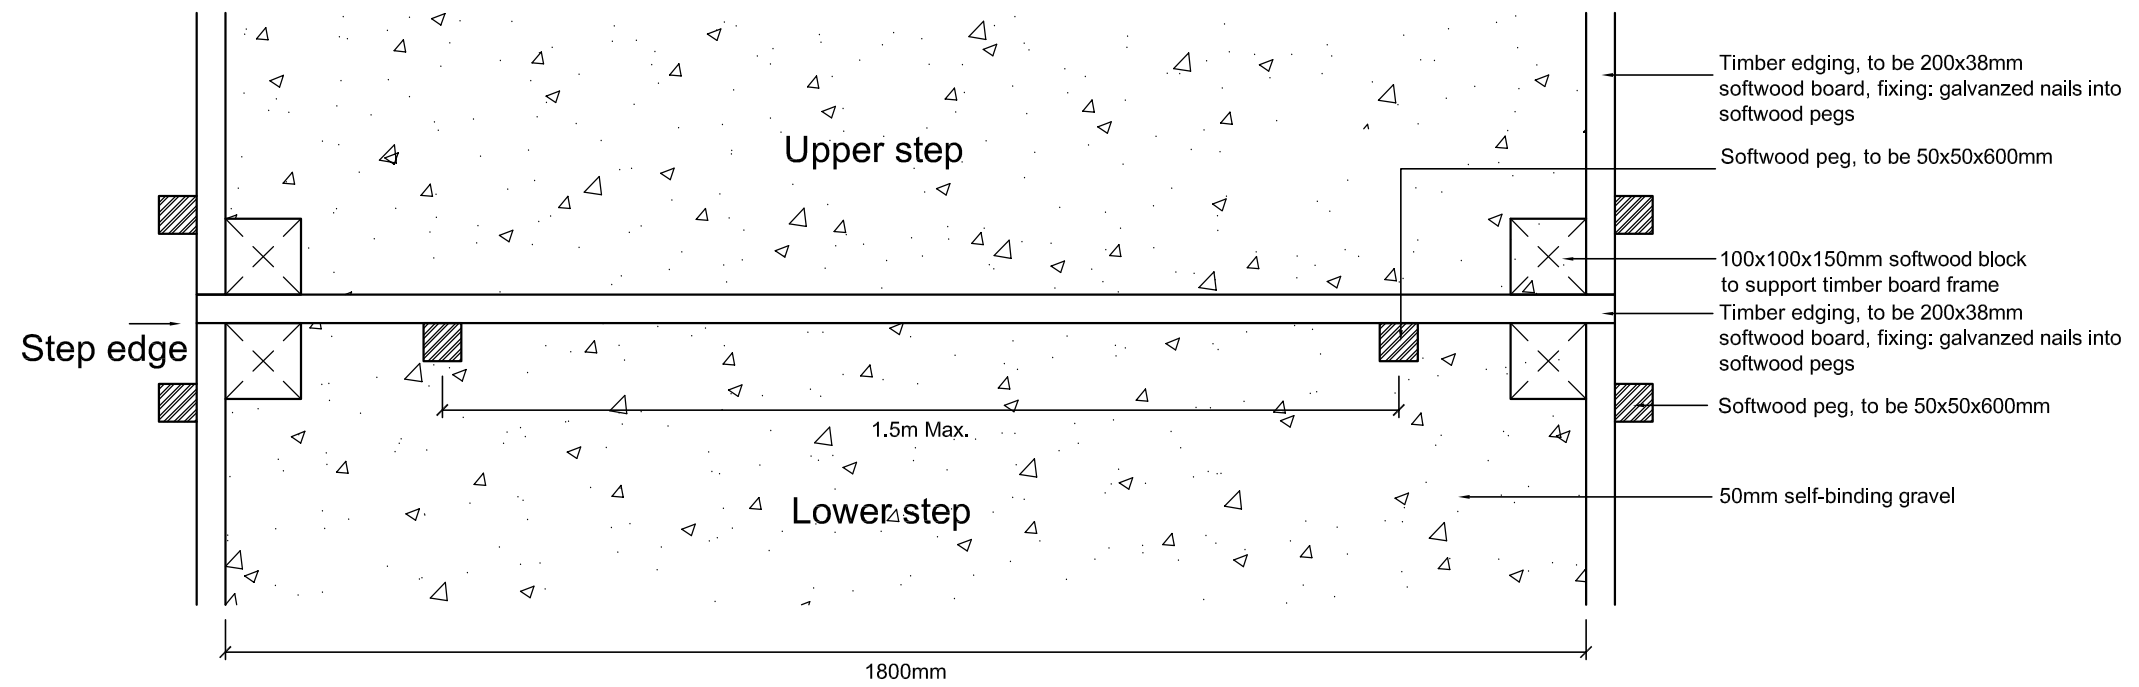 Timber edging, to be 200x38mm
softwood board, fixing: galvanzed nails into
softwood pegs
Upper step
Softwood peg, to be 50x50x600mm
100x100x150mm softwood block
to support timber board frame
Timber edging, to be 200x38mm
softwood board, fixing: galvanzed nails into
softwood pegs
Step edge
Softwood peg, to be 50x50x600mm
1.5m Max.
50mm self-binding gravel
Lower step
1800mm